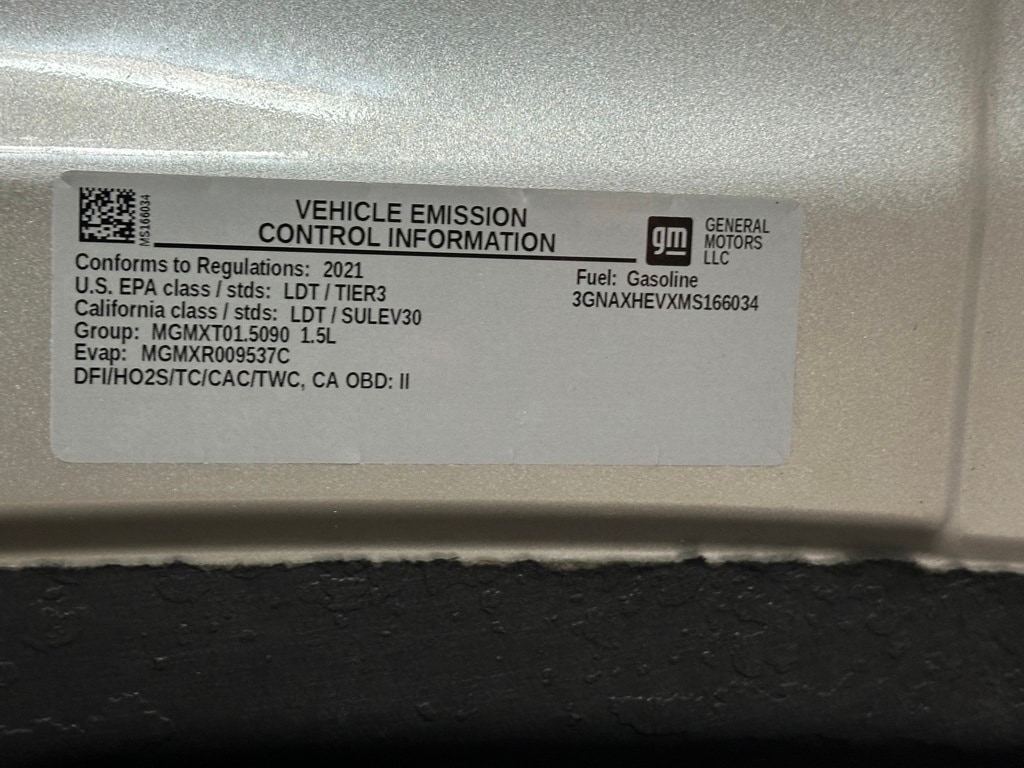 MS166034
VEHICLE EMISSION
CONTROL INFORMATION
gm
GENERAL
MOTORS
LLC
Conforms to Regulations: 2021
U.S. EPA class / stds: LDT / TIER3
California class / stds: LDT / SULEV30
Group: MGMXT01.5090 1.5L
Evap: MGMXR009537C
DFI/HO2S/TC/CAC/TWC, CA OBD: II
Fuel: Gasoline
3GNAXHEVXMS166034